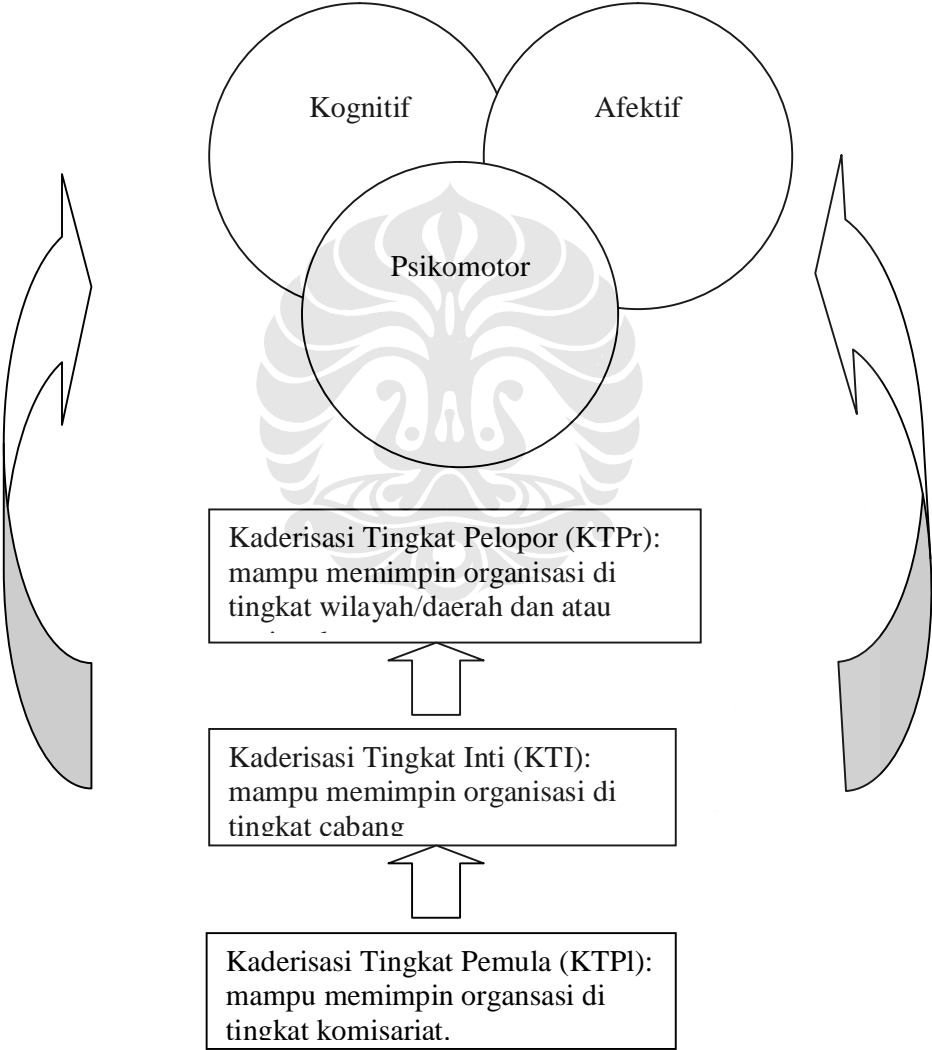 Kognitif
Afektif
Psikomotor
Kaderisasi Tingkat Pelopor (KTPr):
mampu memimpin organisasi di
tingkat wilayah/daerah dan atau
Kaderisasi Tingkat Inti (KTI):
mampu memimpin organisasi di
tingkat cabang
Kaderisasi Tingkat Pemula (KTPl):
mampu memimpin organsasi di
tingkat komisariat.